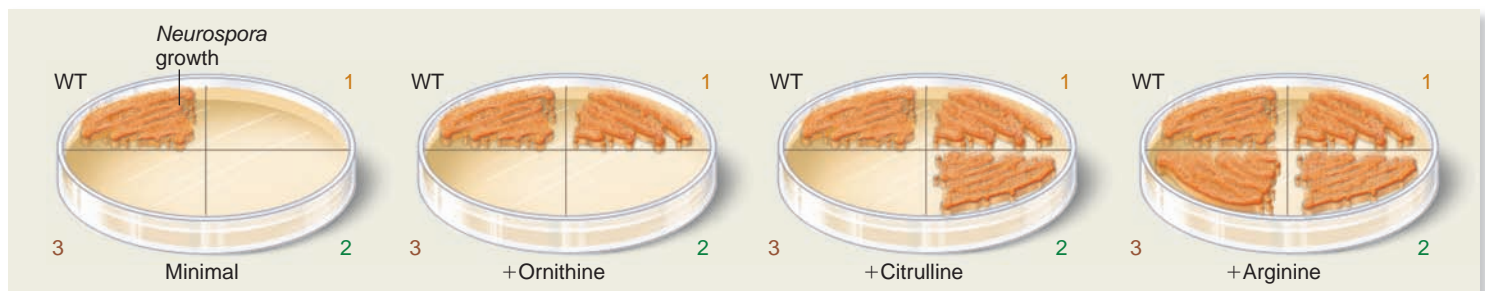 Neurospora
growth
WT 1
3 2
Minimal
WT 1
3 2
+Ornithine
WT 1
3 2
+Citrulline
WT 1
3 2
+Arginine